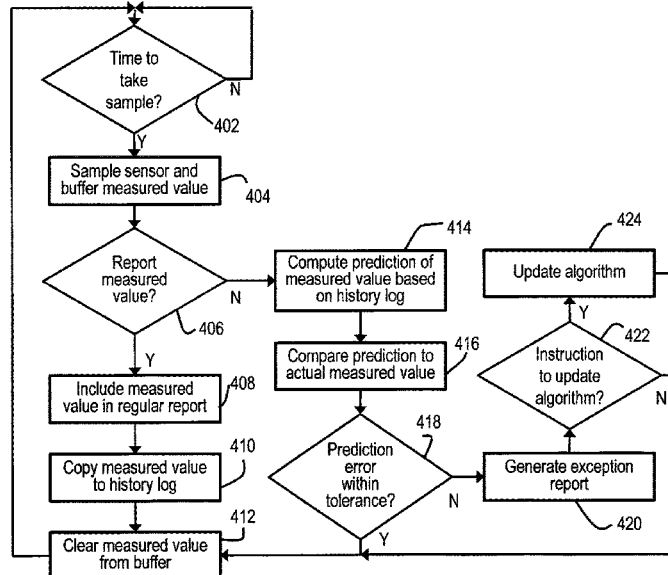 Time to
take
sample?
N
402
Y
Sample sensor and
buffer measured value
404
Report
measured
value?
N
406
Y
Include measured
value in regular report
408
Copy measured value
to history log
410
412
Clear measured value
from buffer
414
Compute prediction of
measured value based
on history log
Compare prediction to
actual measured value
416
418
Prediction
error
within
tolerance?
N
Y
Generate exception
report
420
422
Instruction
to update
algorithm?
Y
N
424
Update algorithm